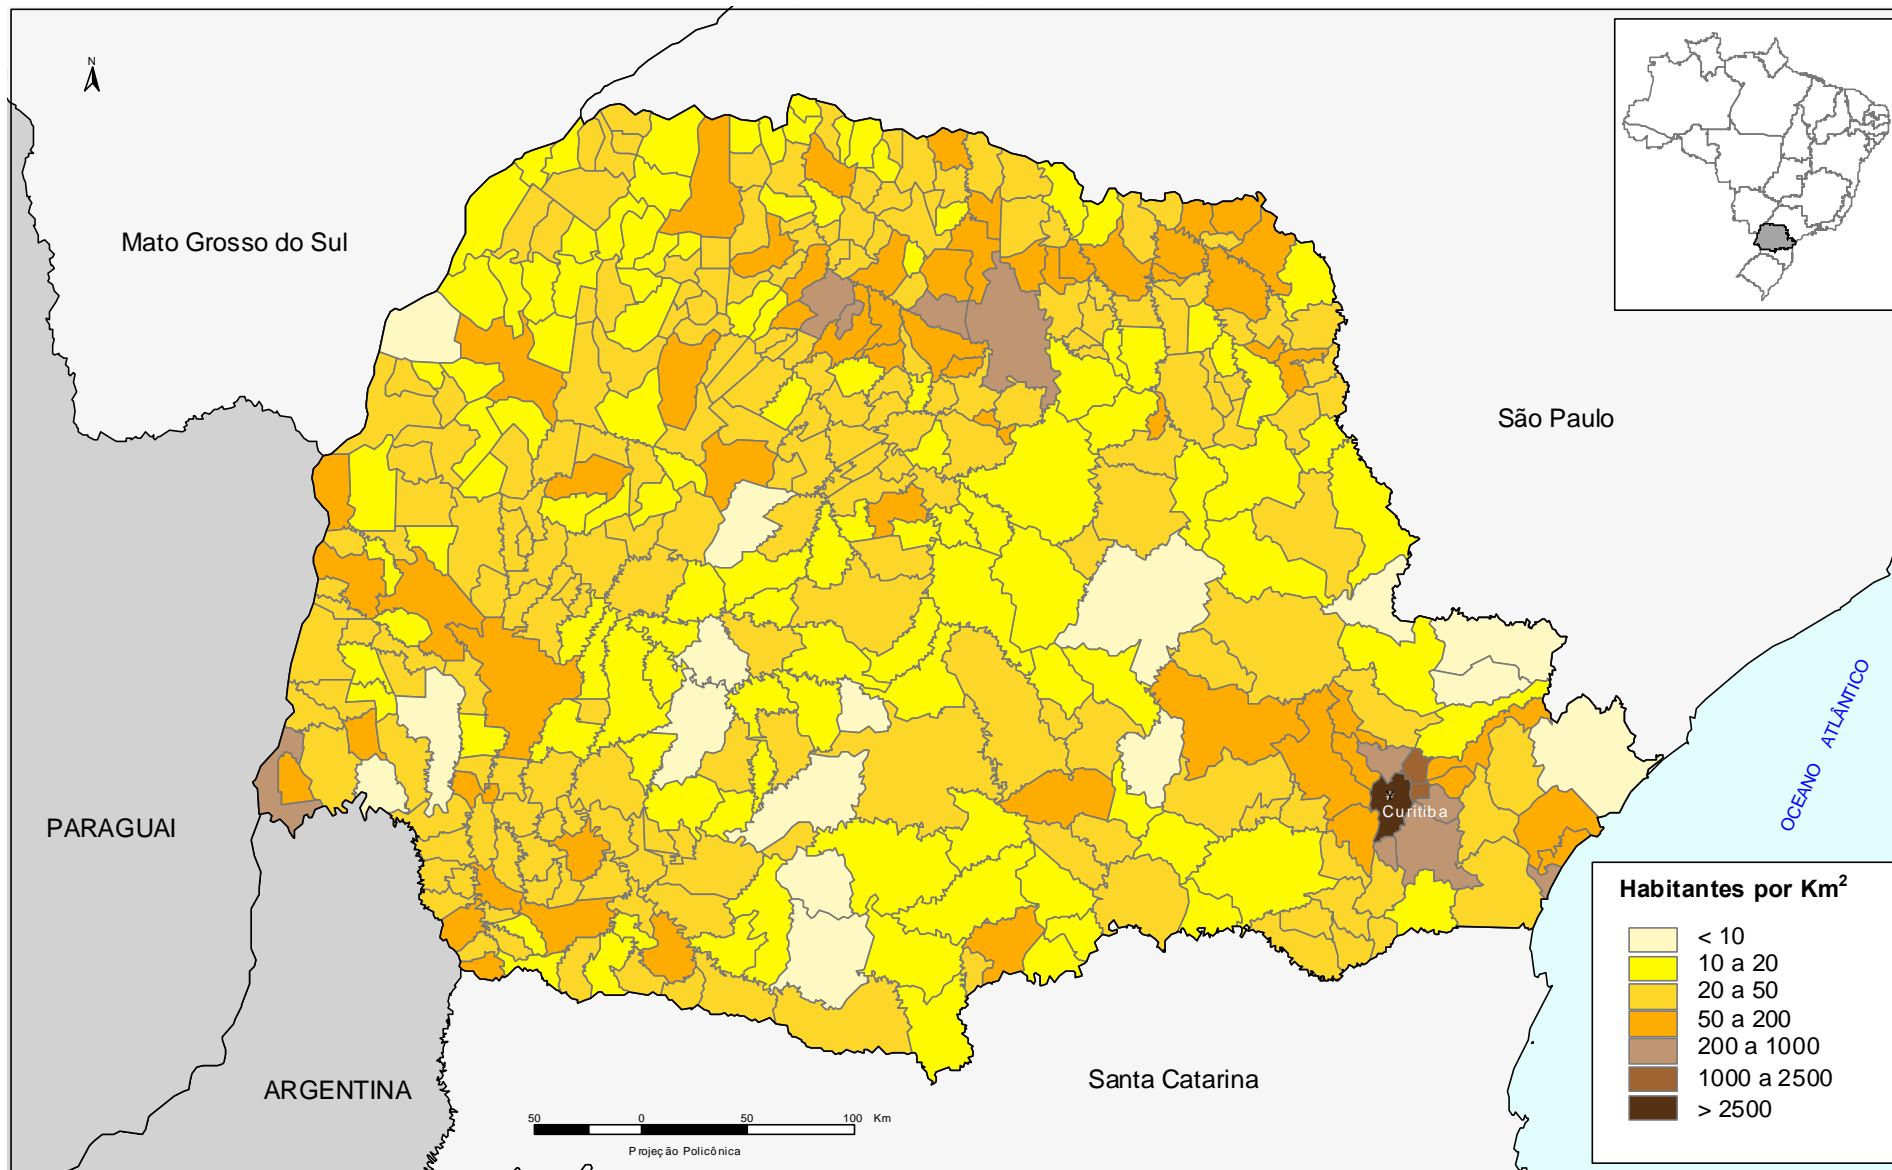 N
Mato Grosso do Sul
São Paulo
OCEANO ATLÂNTICO
PARAGUAI
Curitiba
ARGENTINA
Santa Catarina
Habitantes por Km²
< 10
10 a 20
20 a 50
50 a 200
200 a 1000
1000 a 2500
> 2500
50 0 50 100 Km
Projeção Policônica